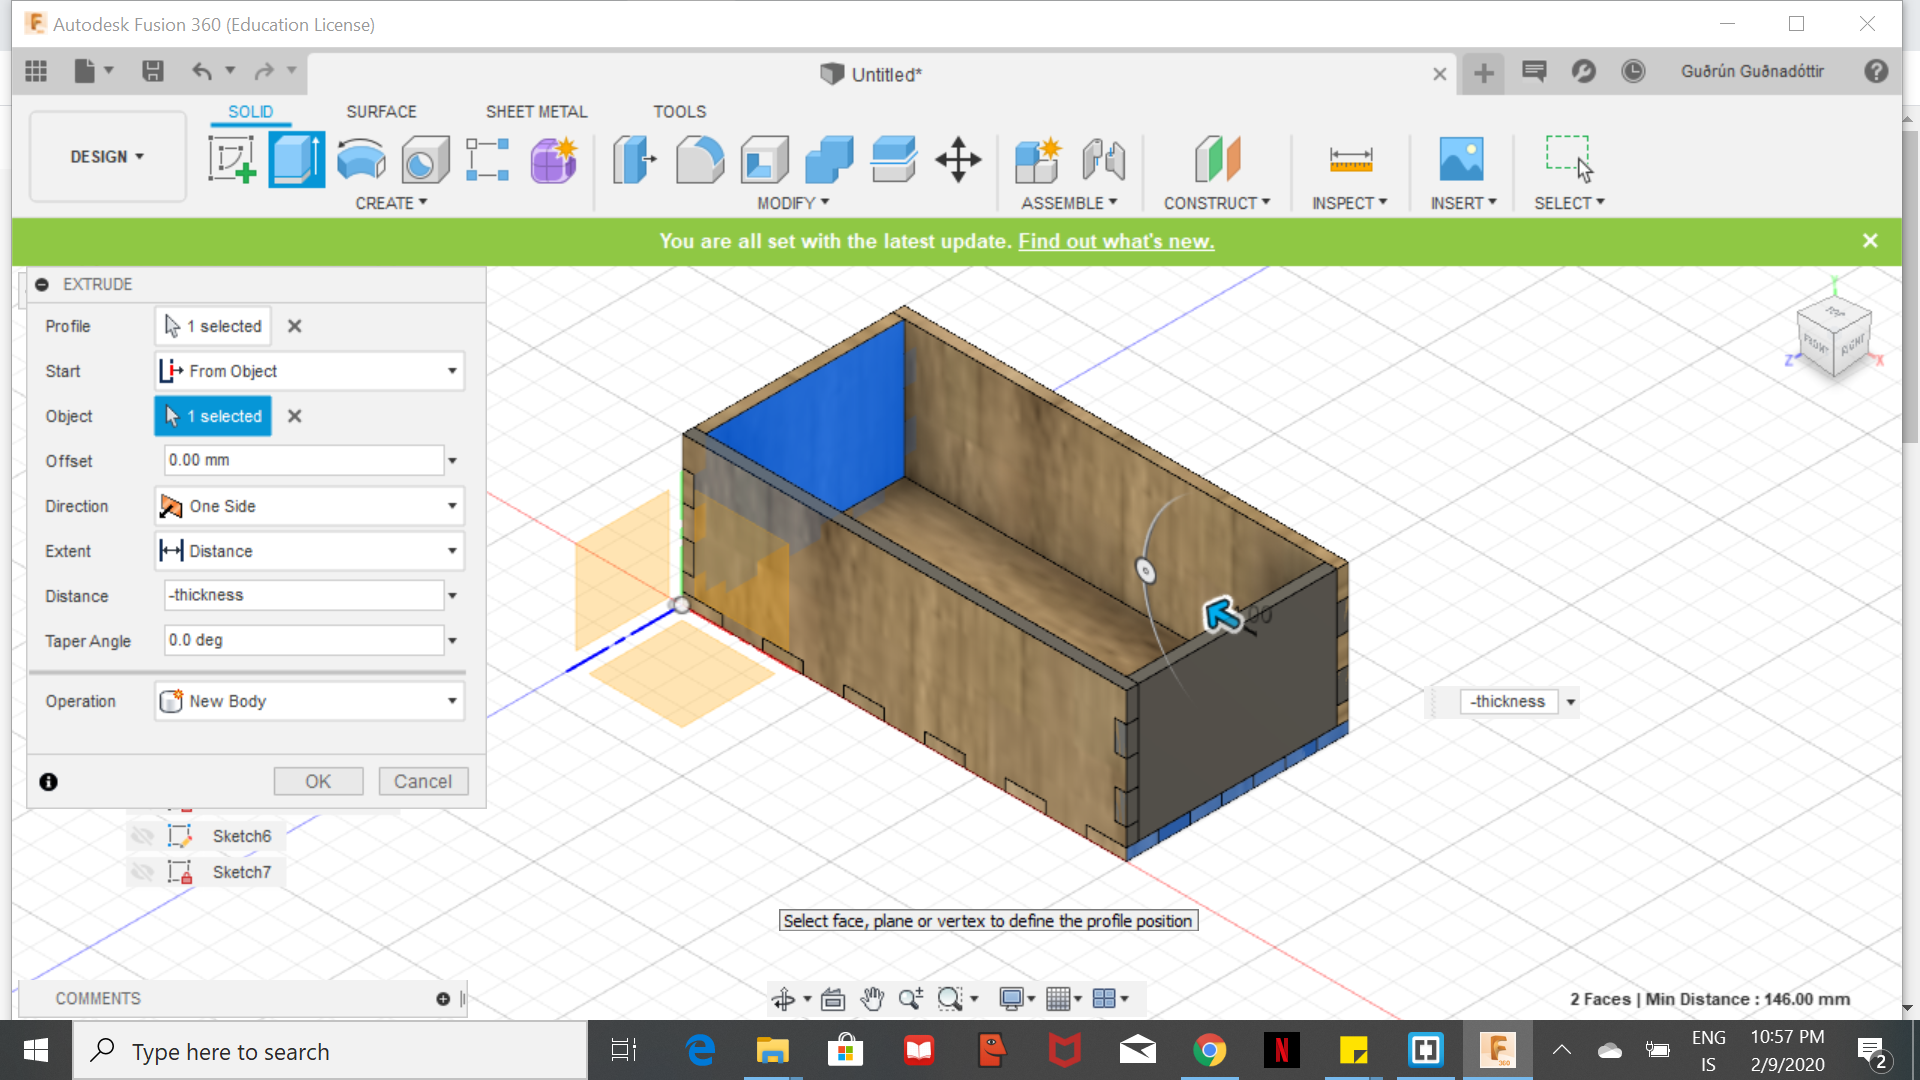 Autodesk Fusion 360 (Education License)
Untitled*
Guðrún Guðnadóttir
DESIGN
SOLID
SURFACE
SHEET METAL
TOOLS
CREATE
MODIFY
ASSEMBLE
CONSTRUCT
INSPECT
INSERT
SELECT
You are all set with the latest update. Find out what's new.
EXTRUDE
Profile
1 selected
Start
From Object
Object
1 selected
Offset
0.00 mm
Direction
One Side
Extent
Distance
Distance
-thickness
Taper Angle
0.0 deg
Operation
New Body
OK
Cancel
Sketch6
Sketch7
Y
TOP
FRONT
RIGHT
Z
X
-thickness
Select face, plane or vertex to define the profile position
COMMENTS
2 Faces | Min Distance : 146.00 mm
Type here to search
ENG
IS
10:57 PM
2/9/2020
2